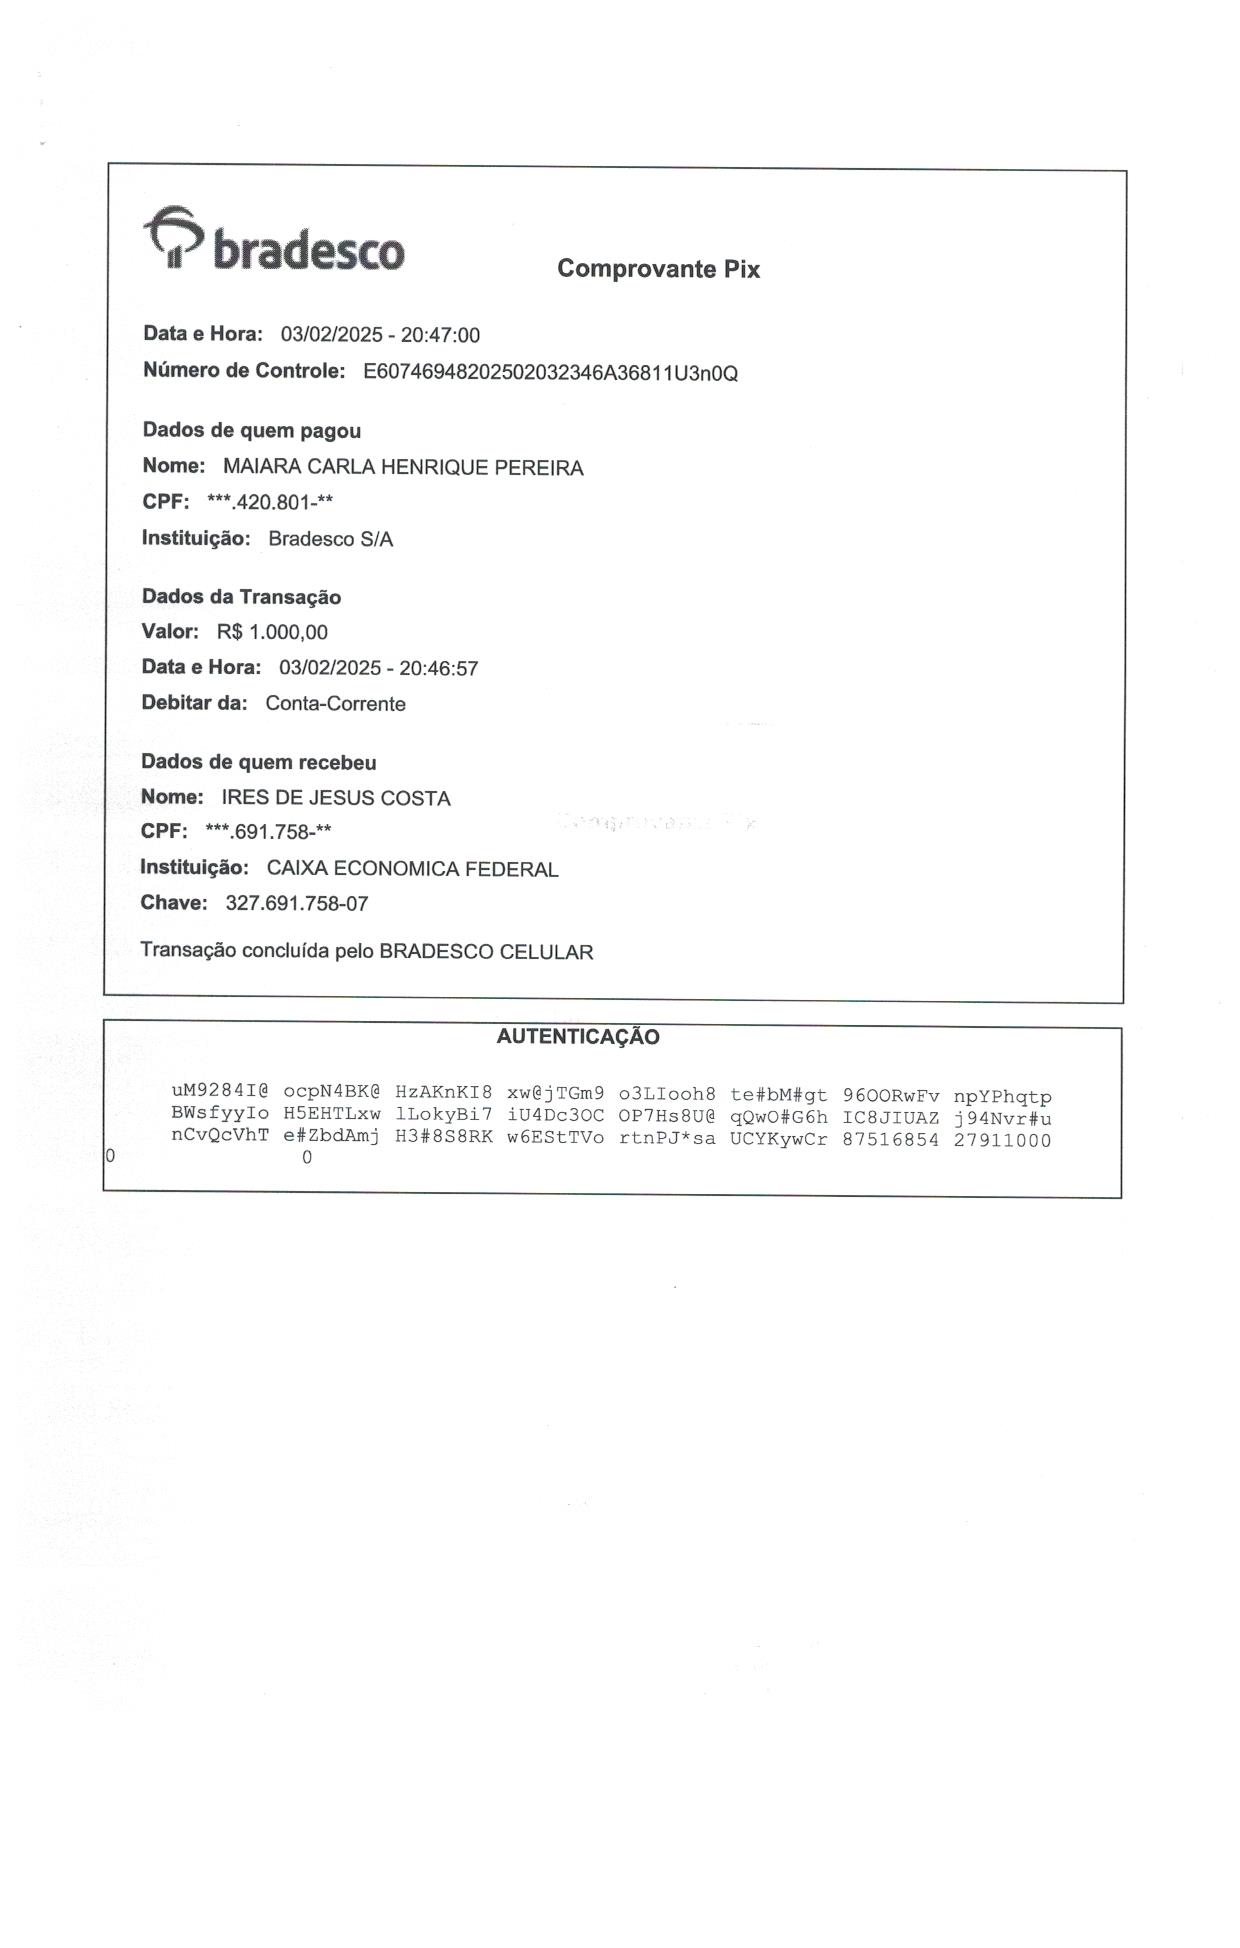 bradesco
Comprovante Pix
Data e Hora: 03/02/2025 - 20:47:00
Número de Controle: E60746948202502032346A36811U3n0Q
Dados de quem pagou
Nome: MAIARA CARLA HENRIQUE PEREIRA
CPF: ***.420.801-**
Instituição: Bradesco S/A
Dados da Transação
Valor: R$ 1.000,00
Data e Hora: 03/02/2025 - 20:46:57
Debitar da: Conta-Corrente
Dados de quem recebeu
Nome: IRES DE JESUS COSTA
CPF: ***.691.758-**
Comprovante Pix
Instituição: CAIXA ECONOMICA FEDERAL
Chave: 327.691.758-07
Transação concluída pelo BRADESCO CELULAR
AUTENTICAÇÃO
uM9284I@ ocpN4BK@ HzAKnKI8 xw@jTGm9 o3LIooh8 te#bM#gt 96OORwFv npYPhqtp
BWsfyyIo H5EHTLxw lLokyBi7 iU4Dc3OC OP7Hs8U@ qQwO#G6h IC8JIUAZ j94Nvr#u
nCvQcVhT e#ZbdAmj H3#8S8RK w6EStTVo rtnPJ*sa UCYKywCr 87516854 27911000
0 0